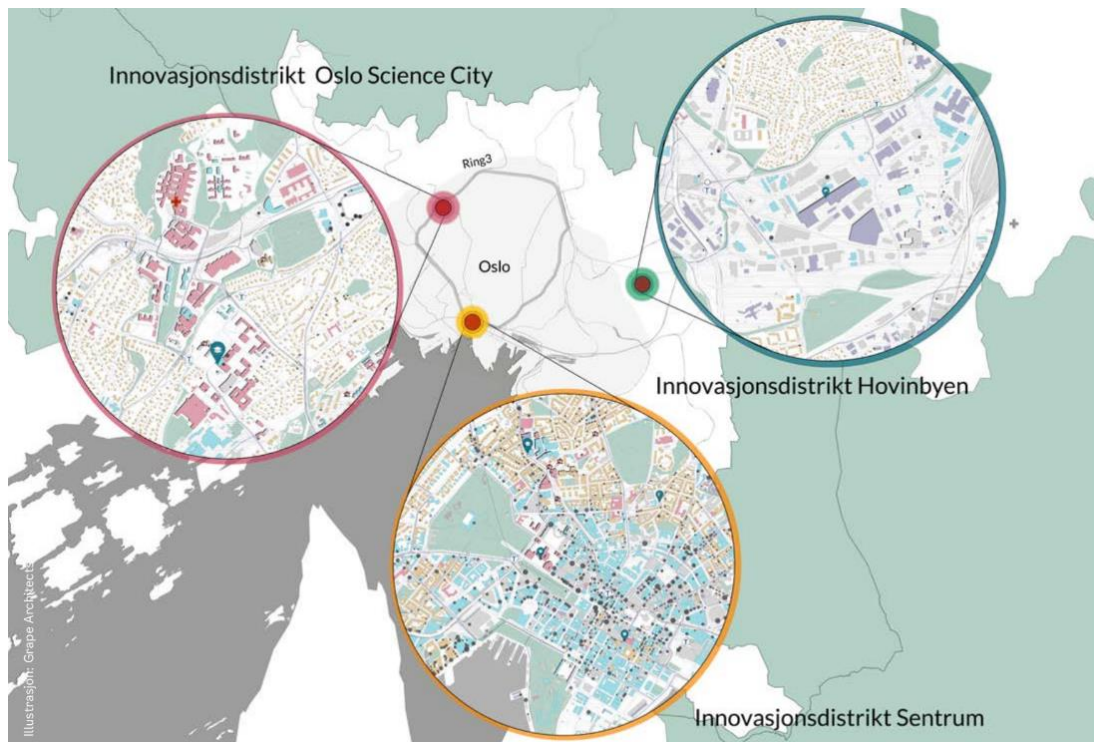 Innovasjonsdistrikt Oslo Science City
Ring3
Oslo
Innovasjonsdistrikt Hovinbyen
Innovasjonsdistrikt Sentrum
Illustrasjon: Grape Architects